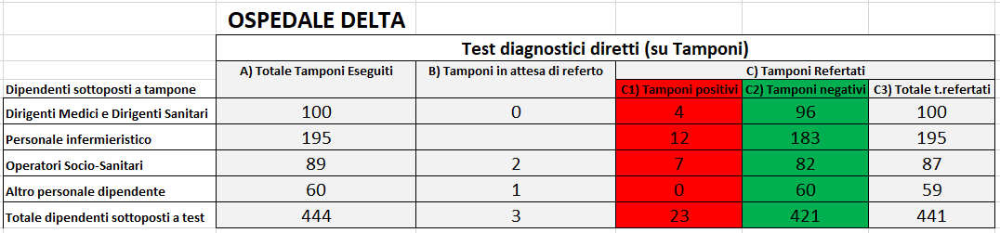 OSPEDALE DELTA
Test diagnostici diretti (su Tamponi)
A) Totale Tamponi Eseguiti B) Tamponi in attesa di referto C) Tamponi Refertati
Dipendenti sottoposti a tampone C1) Tamponi positivi C2) Tamponi negativi C3) Totale t.refertati
Dirigenti Medici e Dirigenti Sanitari 100 0 4 96 100
Personale infermieristico 195 12 183 195
Operatori Socio-Sanitari 89 2 7 82 87
Altro personale dipendente 60 1 0 60 59
Totale dipendenti sottoposti a test 444 3 23 421 441